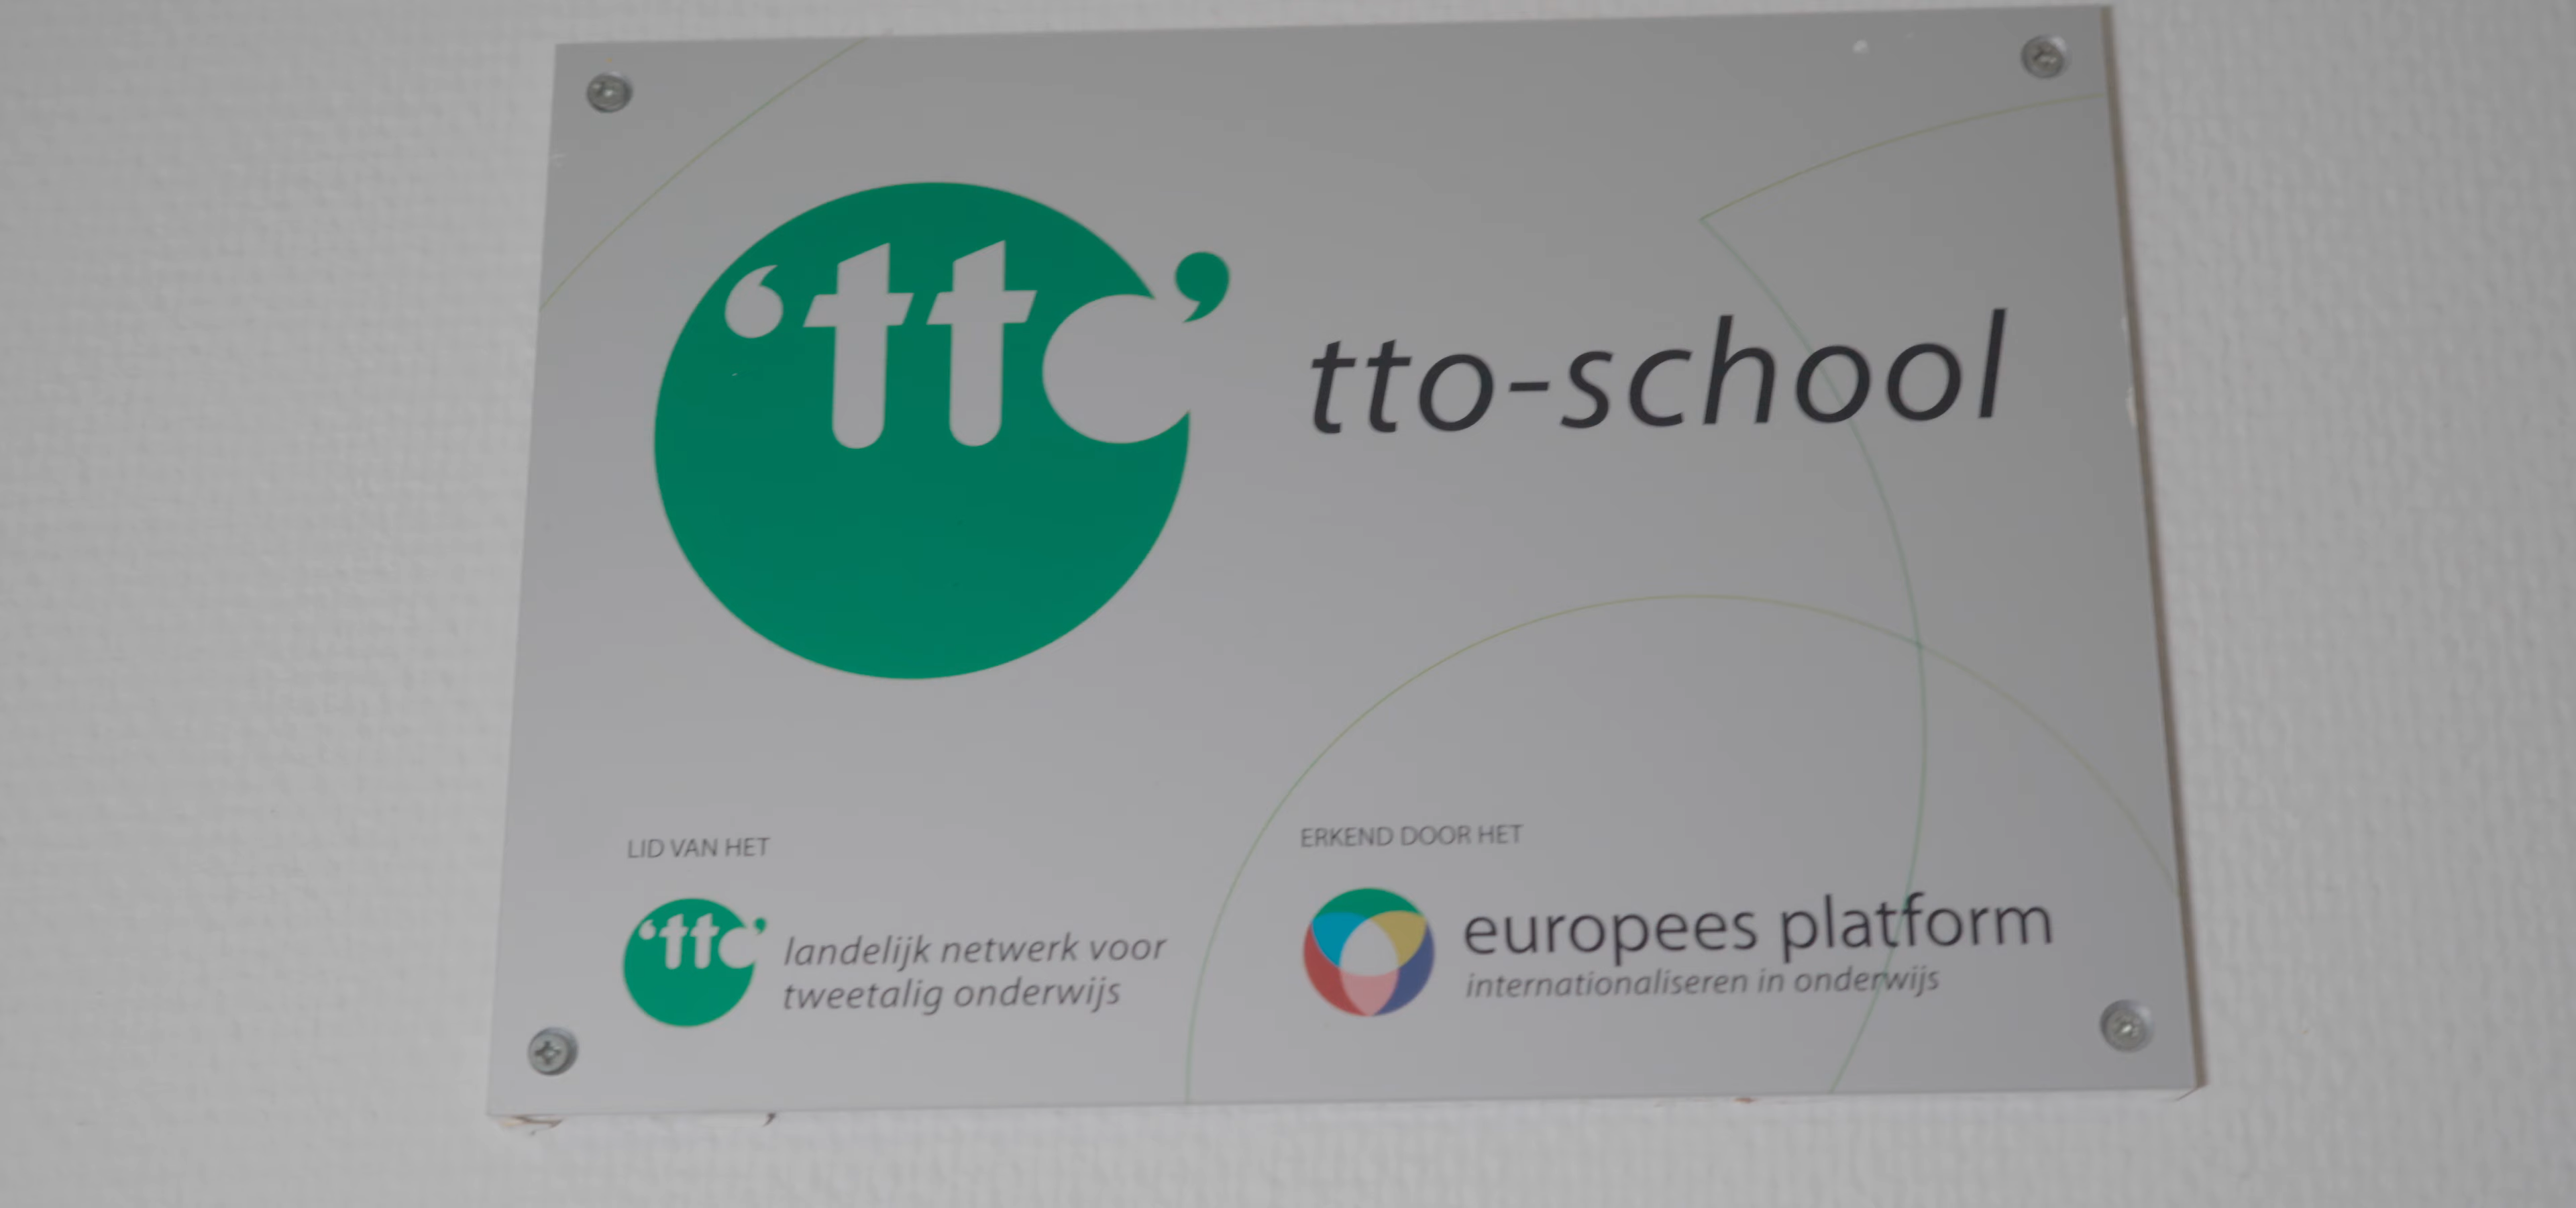 ‘tto’
tto-school
LID VAN HET
‘tto’
landelijk netwerk voor
tweetalig onderwijs
ERKEND DOOR HET
europees platform
internationaliseren in onderwijs